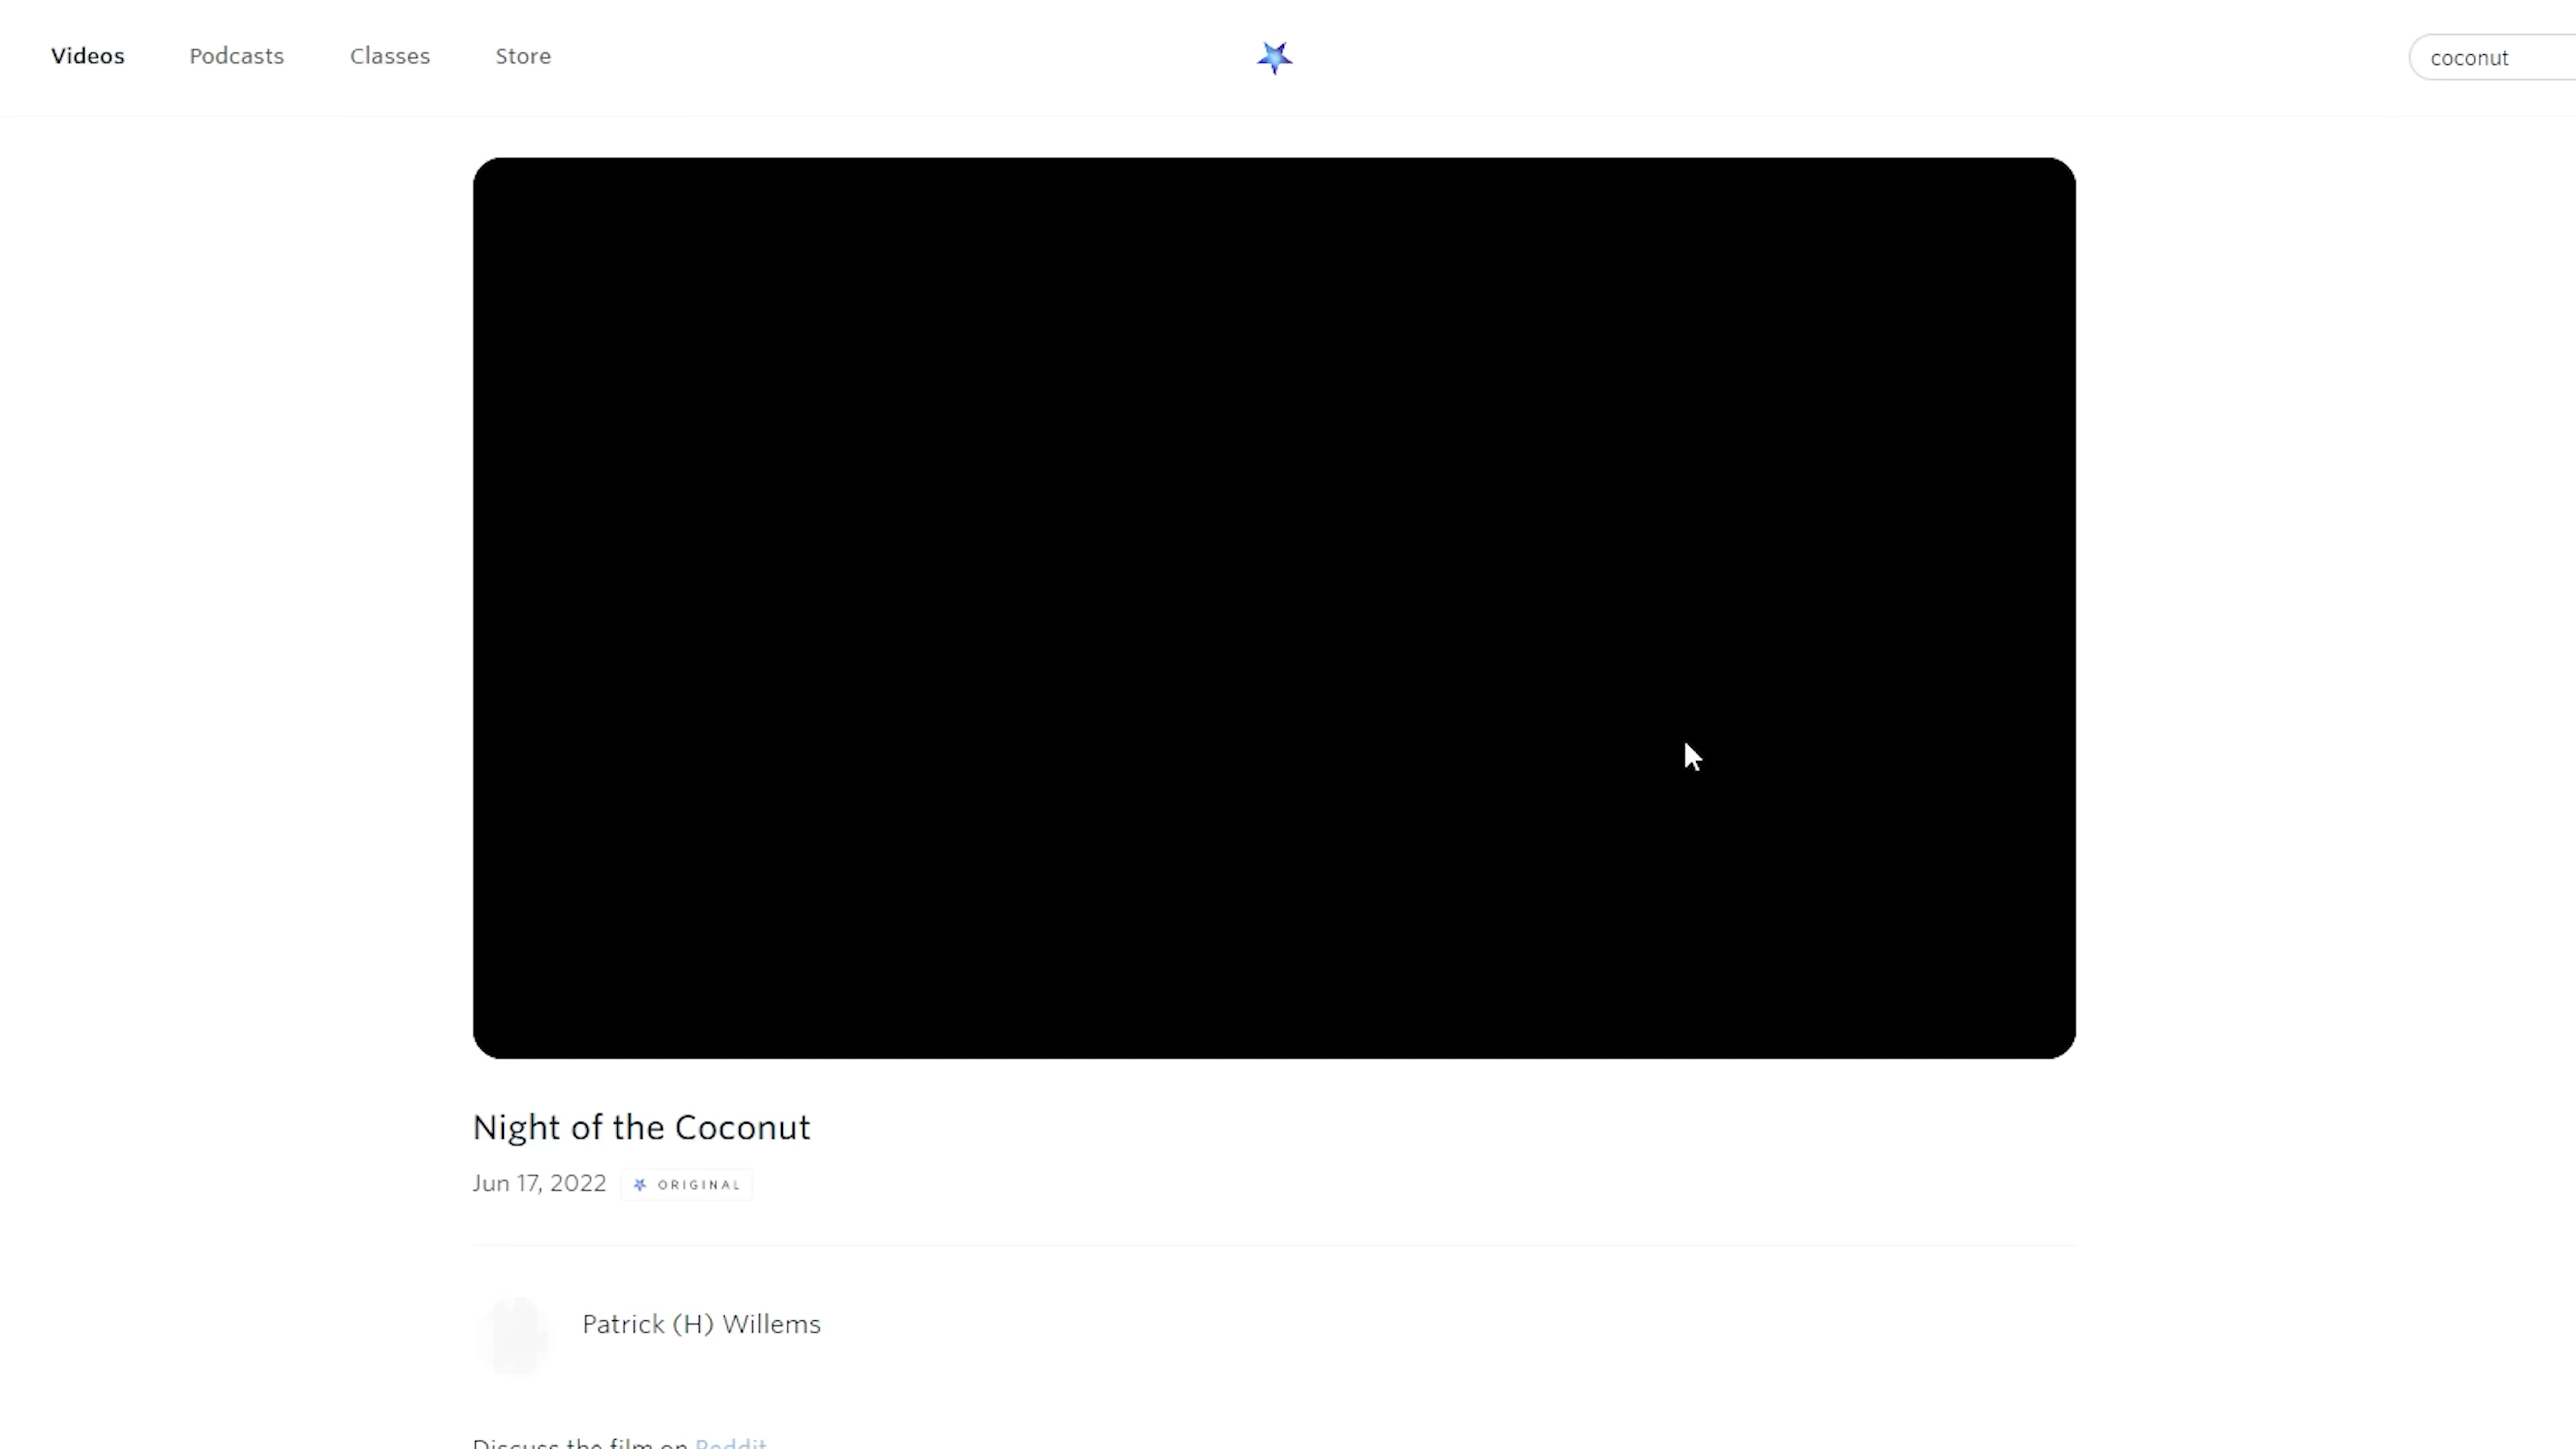 Videos Podcasts Classes Store coconut
Night of the Coconut
Jun 17, 2022 ORIGINAL
Patrick (H) Willems
Discuss the film on Reddit